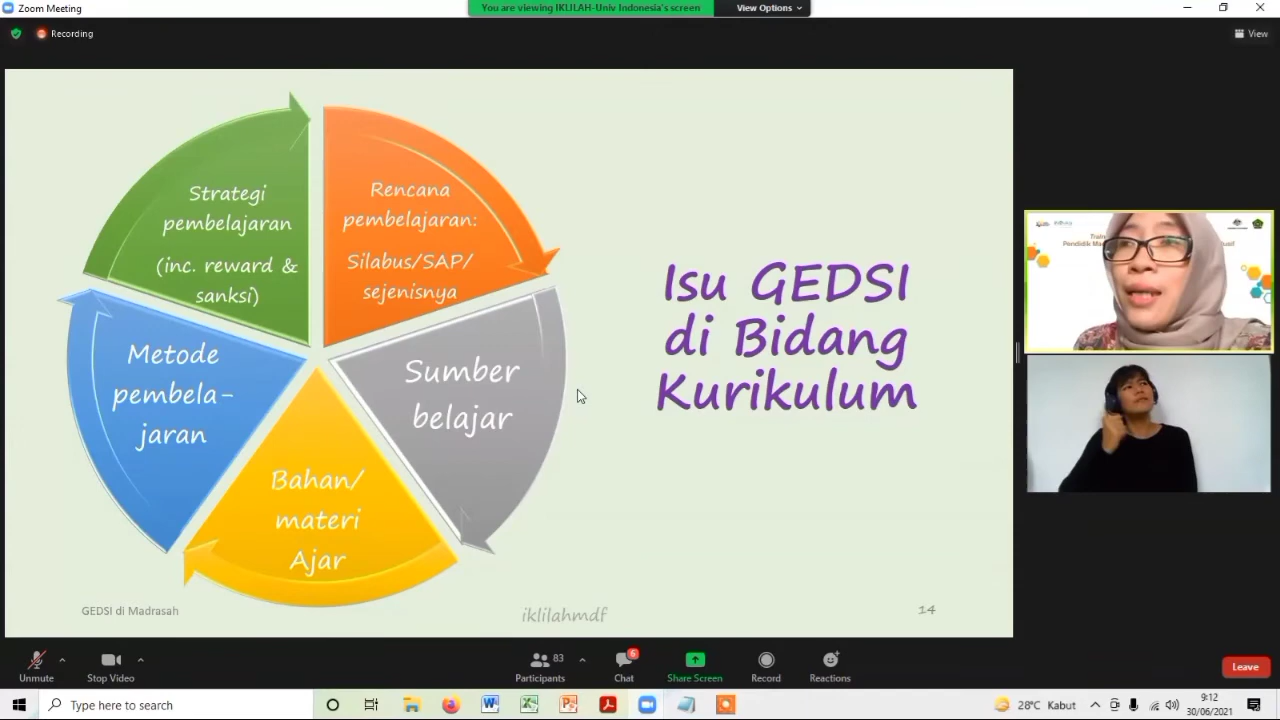 Zoom Meeting
You are viewing IKLILAH-Univ Indonesia's screen
View Options
Recording
View
Strategi
pembelajaran
(inc. reward &
sanksi)
Rencana
pembelajaran:
Silabus/SAP/
sejenisnya
Metode
pembela-
jaran
Sumber
belajar
Bahan/
materi
Ajar
Isu GEDSI
di Bidang
Kurikulum
GEDSI di Madrasah
iklilahmdf
14
Unmute
Stop Video
Participants
83
Chat
6
Share Screen
Record
Reactions
Leave
Type here to search
28°C Kabut
9:12
30/06/2021